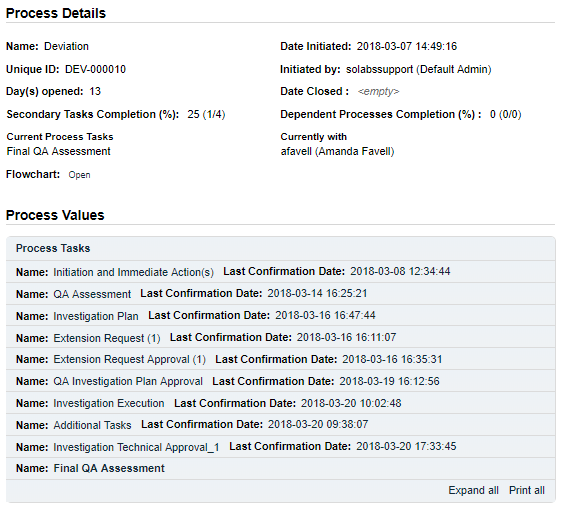 Process Details
Name: Deviation Date Initiated: 2018-03-07 14:49:16
Unique ID: DEV-000010 Initiated by: solabssupport (Default Admin)
Day(s) opened: 13 Date Closed : <empty>
Secondary Tasks Completion (%): 25 (1/4) Dependent Processes Completion (%) : 0 (0/0)
Current Process Tasks Currently with
Final QA Assessment afavell (Amanda Favell)
Flowchart: Open
Process Values
Process Tasks
Name: Initiation and Immediate Action(s) Last Confirmation Date: 2018-03-08 12:34:44
Name: QA Assessment Last Confirmation Date: 2018-03-14 16:25:21
Name: Investigation Plan Last Confirmation Date: 2018-03-16 16:47:44
Name: Extension Request (1) Last Confirmation Date: 2018-03-16 16:11:07
Name: Extension Request Approval (1) Last Confirmation Date: 2018-03-16 16:35:31
Name: QA Investigation Plan Approval Last Confirmation Date: 2018-03-19 16:12:56
Name: Investigation Execution Last Confirmation Date: 2018-03-20 10:02:48
Name: Additional Tasks Last Confirmation Date: 2018-03-20 09:38:07
Name: Investigation Technical Approval_1 Last Confirmation Date: 2018-03-20 17:33:45
Name: Final QA Assessment
Expand all Print all